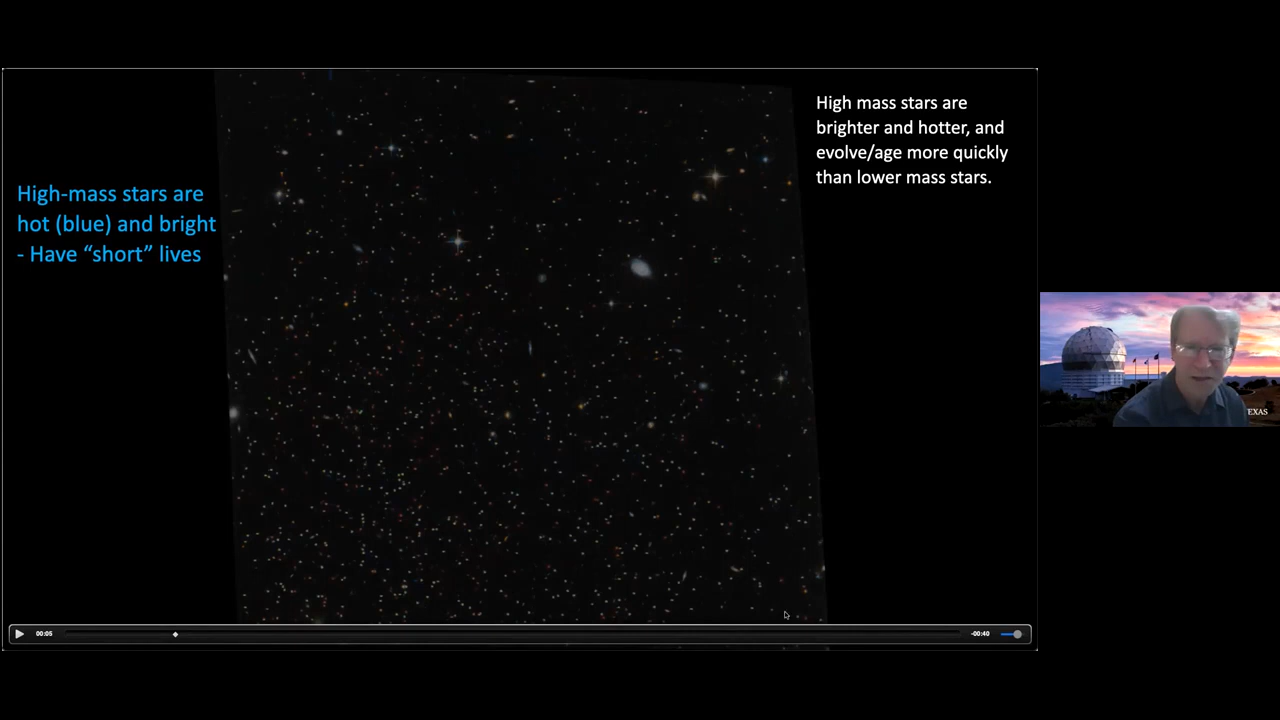 High mass stars are
brighter and hotter, and
evolve/age more quickly
than lower mass stars.
High-mass stars are
hot (blue) and bright
- Have “short” lives
EXAS
00:05
-00:40